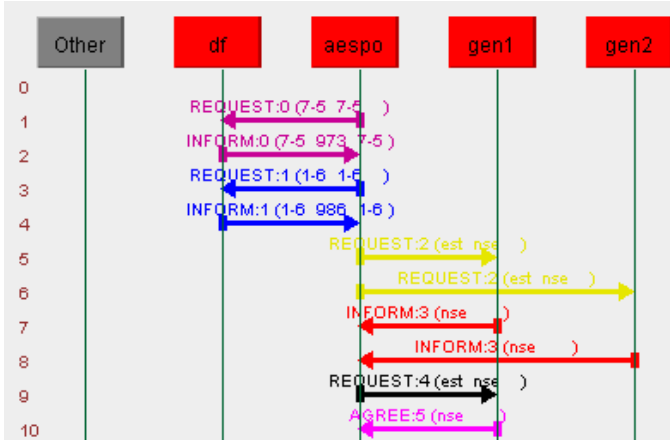 Other df aespo gen1 gen2
0
REQUEST:0 (7-5 7-5 )
1
INFORM:0 (7-5 973 7-5 )
2
REQUEST:1 (1-6 1-6 )
3
INFORM:1 (1-6 986 1-6 )
4
REQUEST:2 (est nse )
5
REQUEST:2 (est nse )
6
INFORM:3 (nse )
7
INFORM:3 (nse )
8
REQUEST:4 (est nse )
9
AGREE:5 (nse )
10